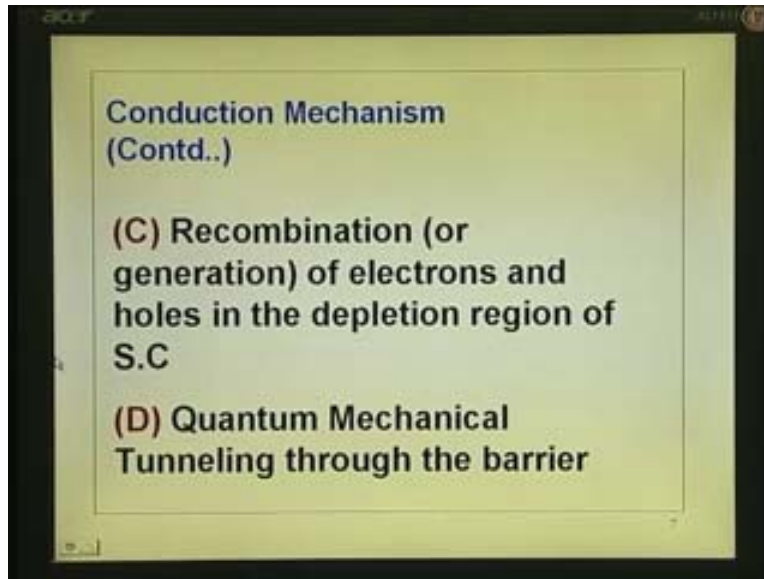 acer
Conduction Mechanism
(Contd..)
(C) Recombination (or
generation) of electrons and
holes in the depletion region of
S.C
(D) Quantum Mechanical
Tunneling through the barrier